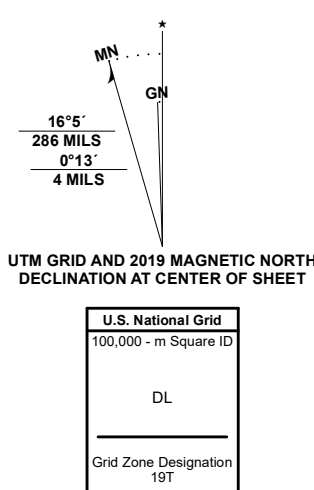 ★
MN
GN
16°5´
286 MILS
0°13´
4 MILS
UTM GRID AND 2019 MAGNETIC NORTH
DECLINATION AT CENTER OF SHEET
U.S. National Grid
100,000 - m Square ID
DL
Grid Zone Designation
19T